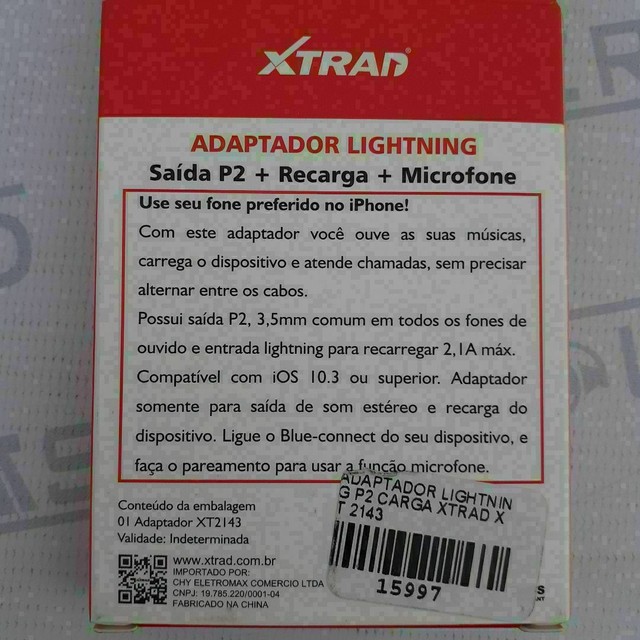 XTRAD
ADAPTADOR LIGHTNING
Saída P2 + Recarga + Microfone
Use seu fone preferido no iPhone!
Com este adaptador você ouve as suas músicas,
carrega o dispositivo e atende chamadas, sem precisar
alternar entre os cabos.
Possui saída P2, 3,5mm comum em todos os fones de
ouvido e entrada lightning para recarregar 2,1A máx.
Compatível com iOS 10.3 ou superior. Adaptador
somente para saída de som estéreo e recarga do
dispositivo. Ligue o Blue-connect do seu dispositivo, e
faça o pareamento para usar a função microfone.
Conteúdo da embalagem
01 Adaptador XT2143
Validade: Indeterminada
www.xtrad.com.br
IMPORTADO POR:
CHY ELETROMAX COMERCIO LTDA
CNPJ: 19.785.220/0001-04
FABRICADO NA CHINA
ADAPTADOR LIGHTNIN
G P2 CARGA XTRAD X
T 2143
15997